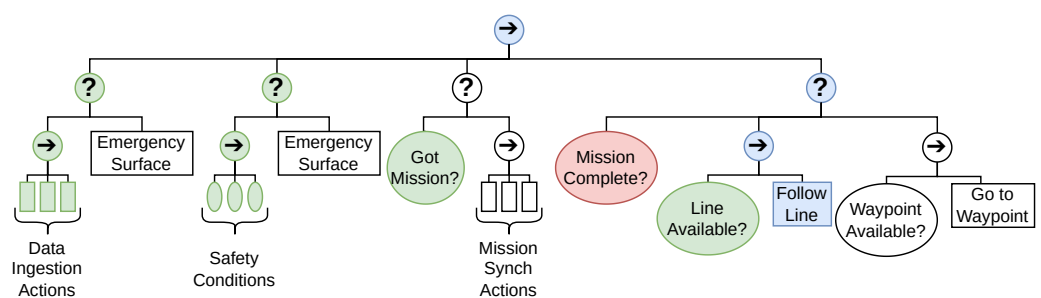 ➔
?
?
?
?
➔
Emergency
Surface
➔
Emergency
Surface
Got
Mission?
➔
Mission
Complete?
➔
➔
Line
Available?
Follow
Line
Waypoint
Available?
Go to
Waypoint
Data
Ingestion
Actions
Safety
Conditions
Mission
Synch
Actions